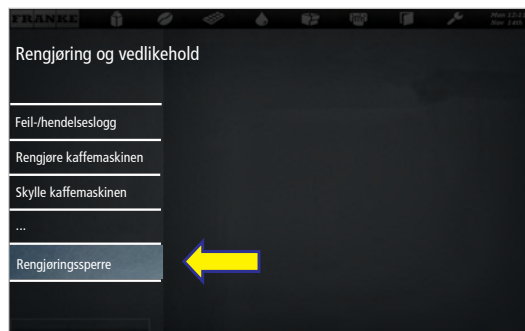 FRANKE
Rengjøring og vedlikehold
Feil-/hendelseslogg
Rengjøre kaffemaskinen
Skylle kaffemaskinen
...
Rengjøringssperre